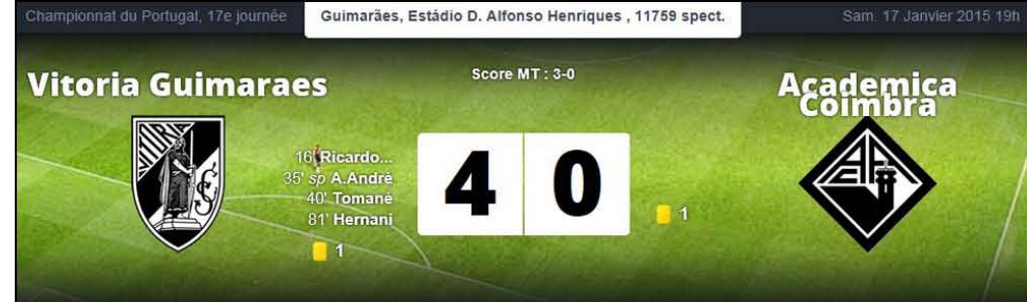 Championnat du Portugal, 17e journée
Guimarães, Estádio D. Alfonso Henriques , 11759 spect.
Sam. 17 Janvier 2015 19h
Score MT : 3-0
Vitoria Guimaraes
Academica
Coimbra
16' Ricardo...
35' sp A.André
40' Tomané
81' Hernani
4 0
1
1